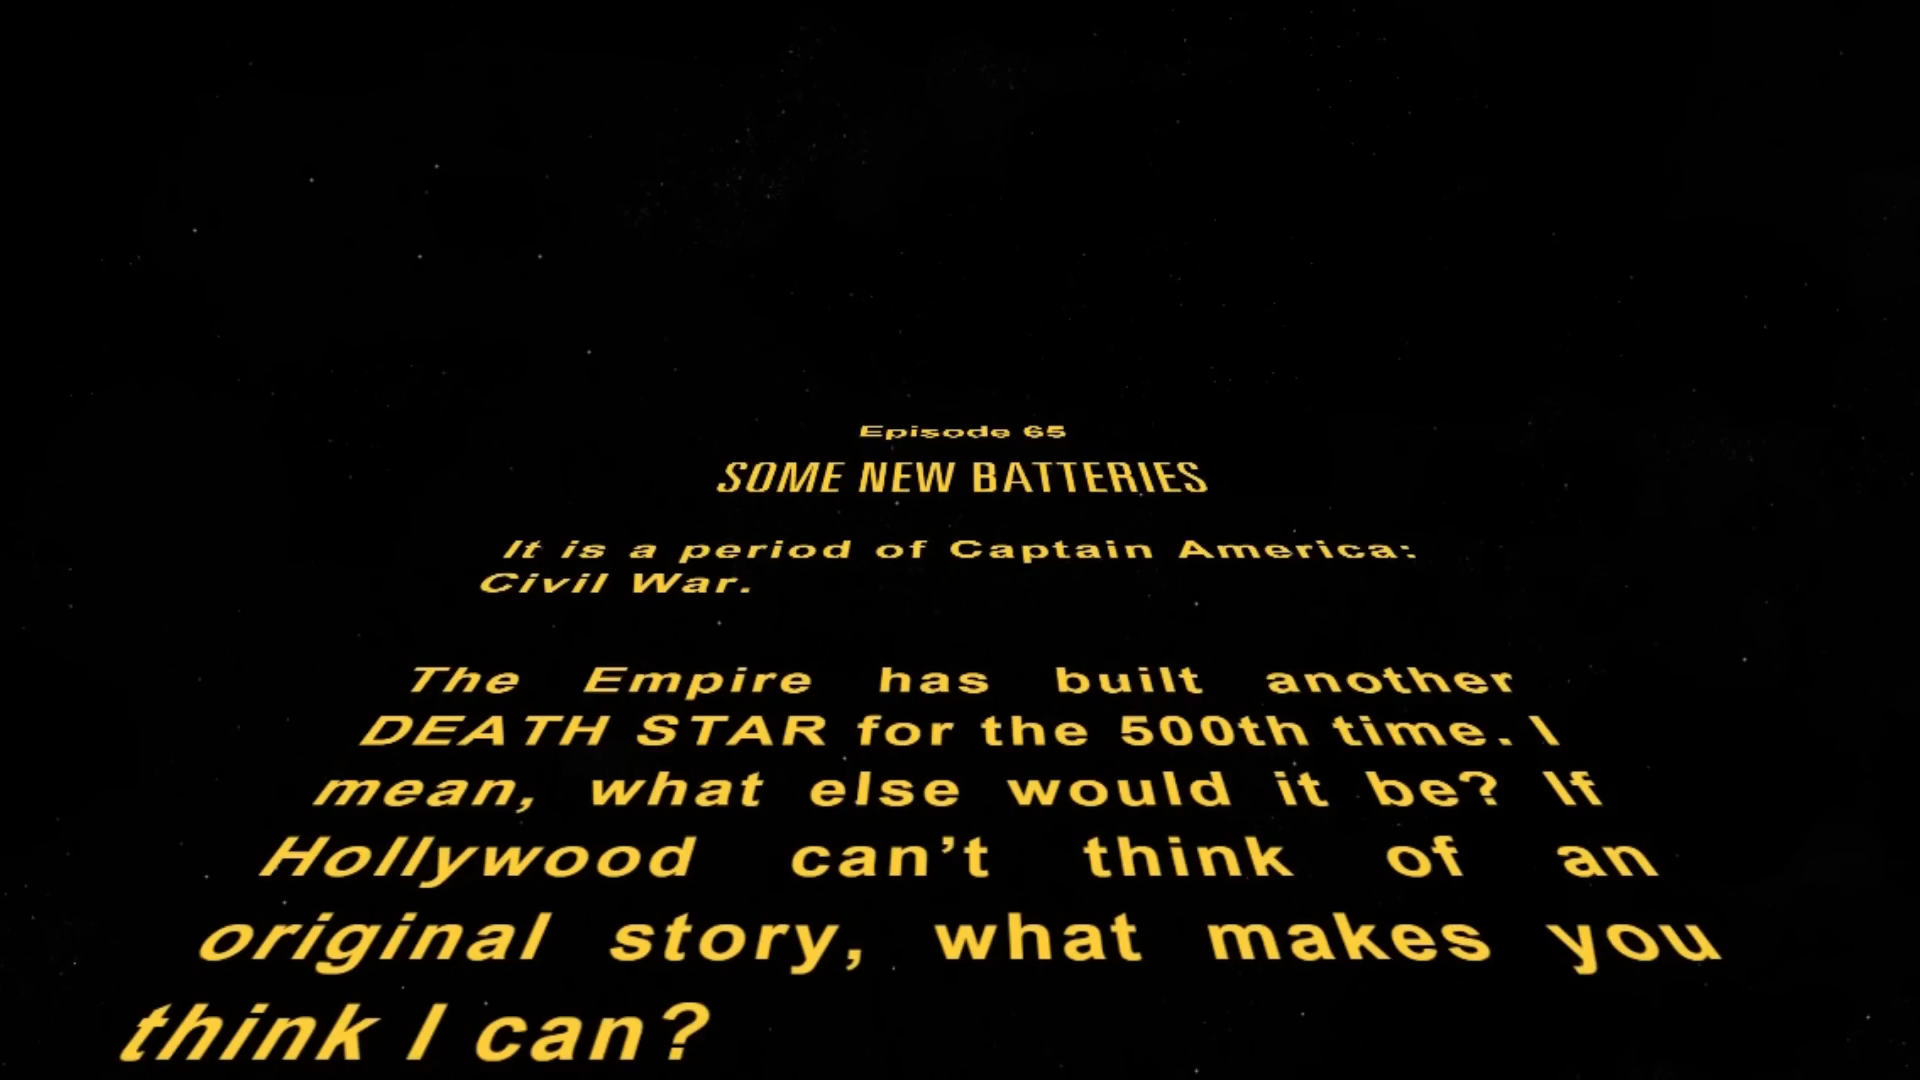 Episode 65
SOME NEW BATTERIES
It is a period of Captain America:
Civil War.
The Empire has built another
DEATH STAR for the 500th time. I
mean, what else would it be? If
Hollywood can’t think of an
original story, what makes you
think I can?